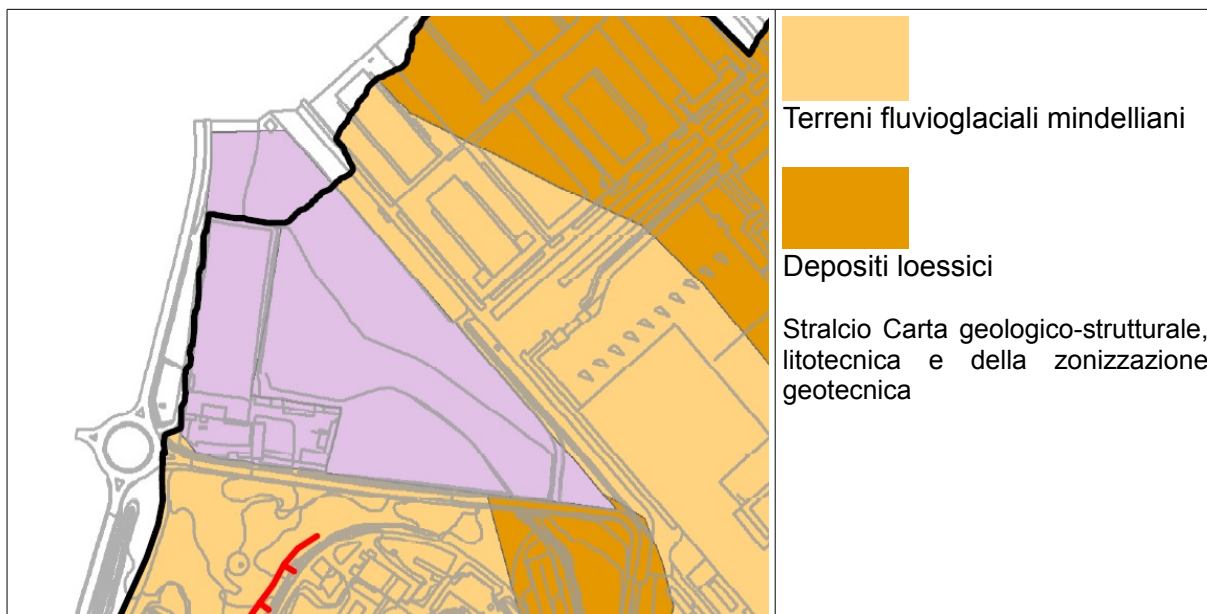 Terreni fluvioglaciali mindelliani
Depositi loessici
Stralcio Carta geologico-strutturale,
litotecnica e della zonizzazione
geotecnica